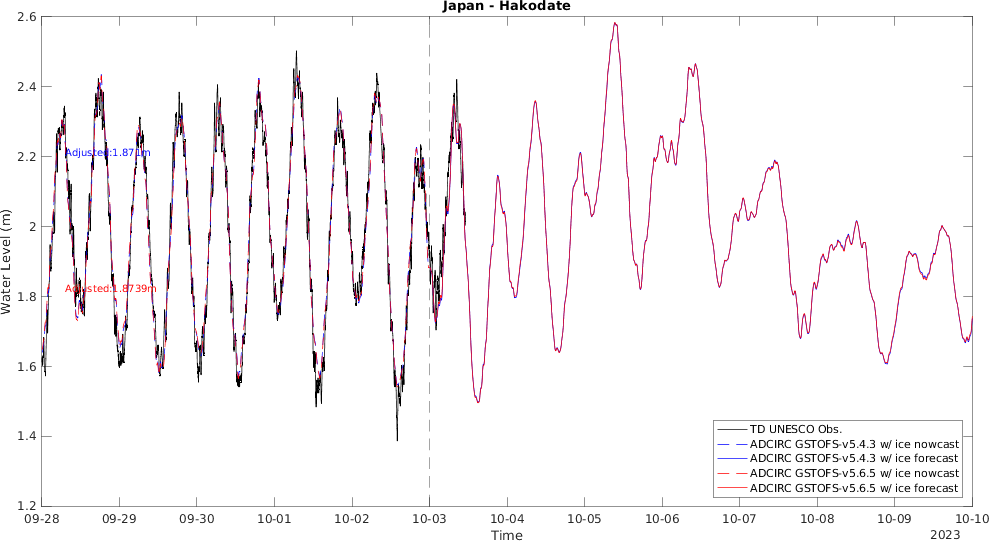 Japan - Hakodate
Water Level (m)
2.6
2.4
2.2
2
1.8
1.6
1.4
1.2
Adjusted:1.871m
Adjusted:1.8739m
TD UNESCO Obs.
ADCIRC GSTOFS-v5.4.3 w/ ice nowcast
ADCIRC GSTOFS-v5.4.3 w/ ice forecast
ADCIRC GSTOFS-v5.6.5 w/ ice nowcast
ADCIRC GSTOFS-v5.6.5 w/ ice forecast
09-28 09-29 09-30 10-01 10-02 10-03 10-04 10-05 10-06 10-07 10-08 10-09 10-10
Time
2023